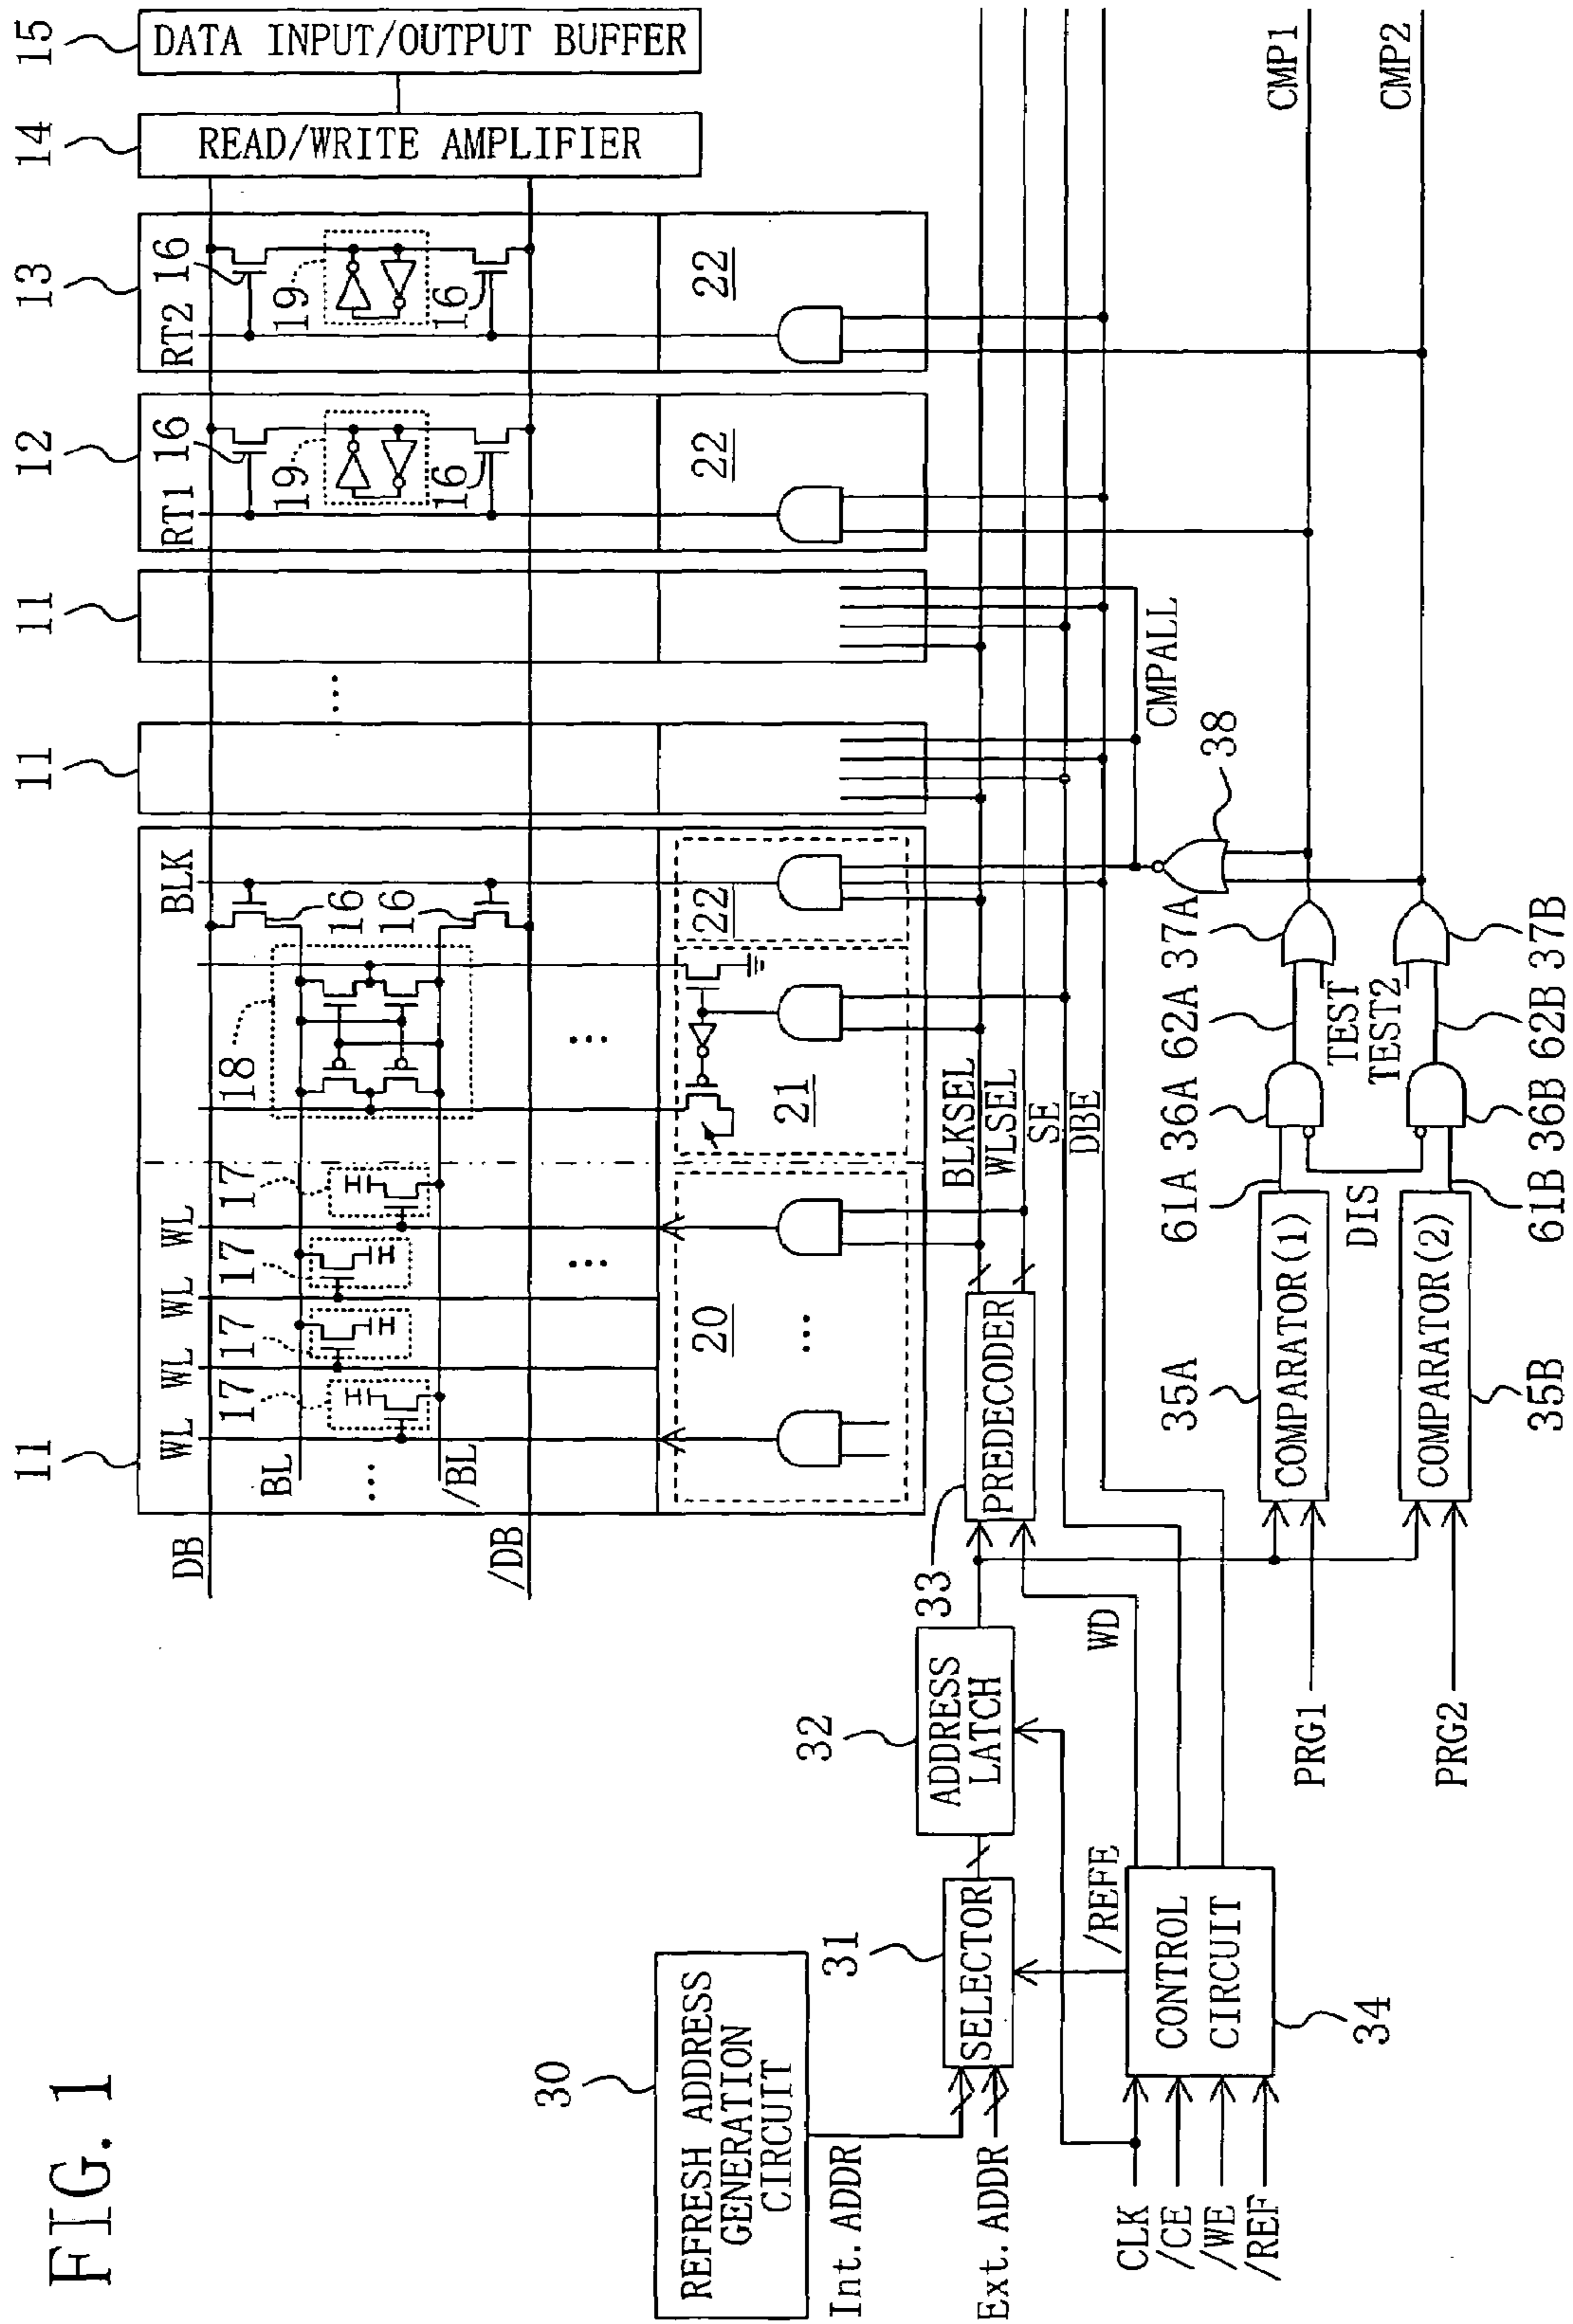 FIG. 1
11
11
11
12
13
14
15
DATA INPUT/OUTPUT BUFFER
READ/WRITE AMPLIFIER
DB
/DB
BL
/BL
WL
WL
WL
WL
17
17
17
17
18
BLK
16
16
RT1
16
19
16
RT2
16
19
16
...
...
...
...
...
20
21
22
22
22
BLKSEL
WLSEL
SE
DBE
CMPALL
38
30
REFRESH ADDRESS
GENERATION
CIRCUIT
Int.ADDR
Ext.ADDR
31
SELECTOR
32
ADDRESS
LATCH
33
PREDECODER
/REFE
WD
CLK
/CE
/WE
/REF
CONTROL
CIRCUIT
34
PRG1
PRG2
35A
COMPARATOR(1)
COMPARATOR(2)
35B
DIS
61A 36A 62A 37A
TEST
TEST2
61B 36B 62B 37B
CMP1
CMP2